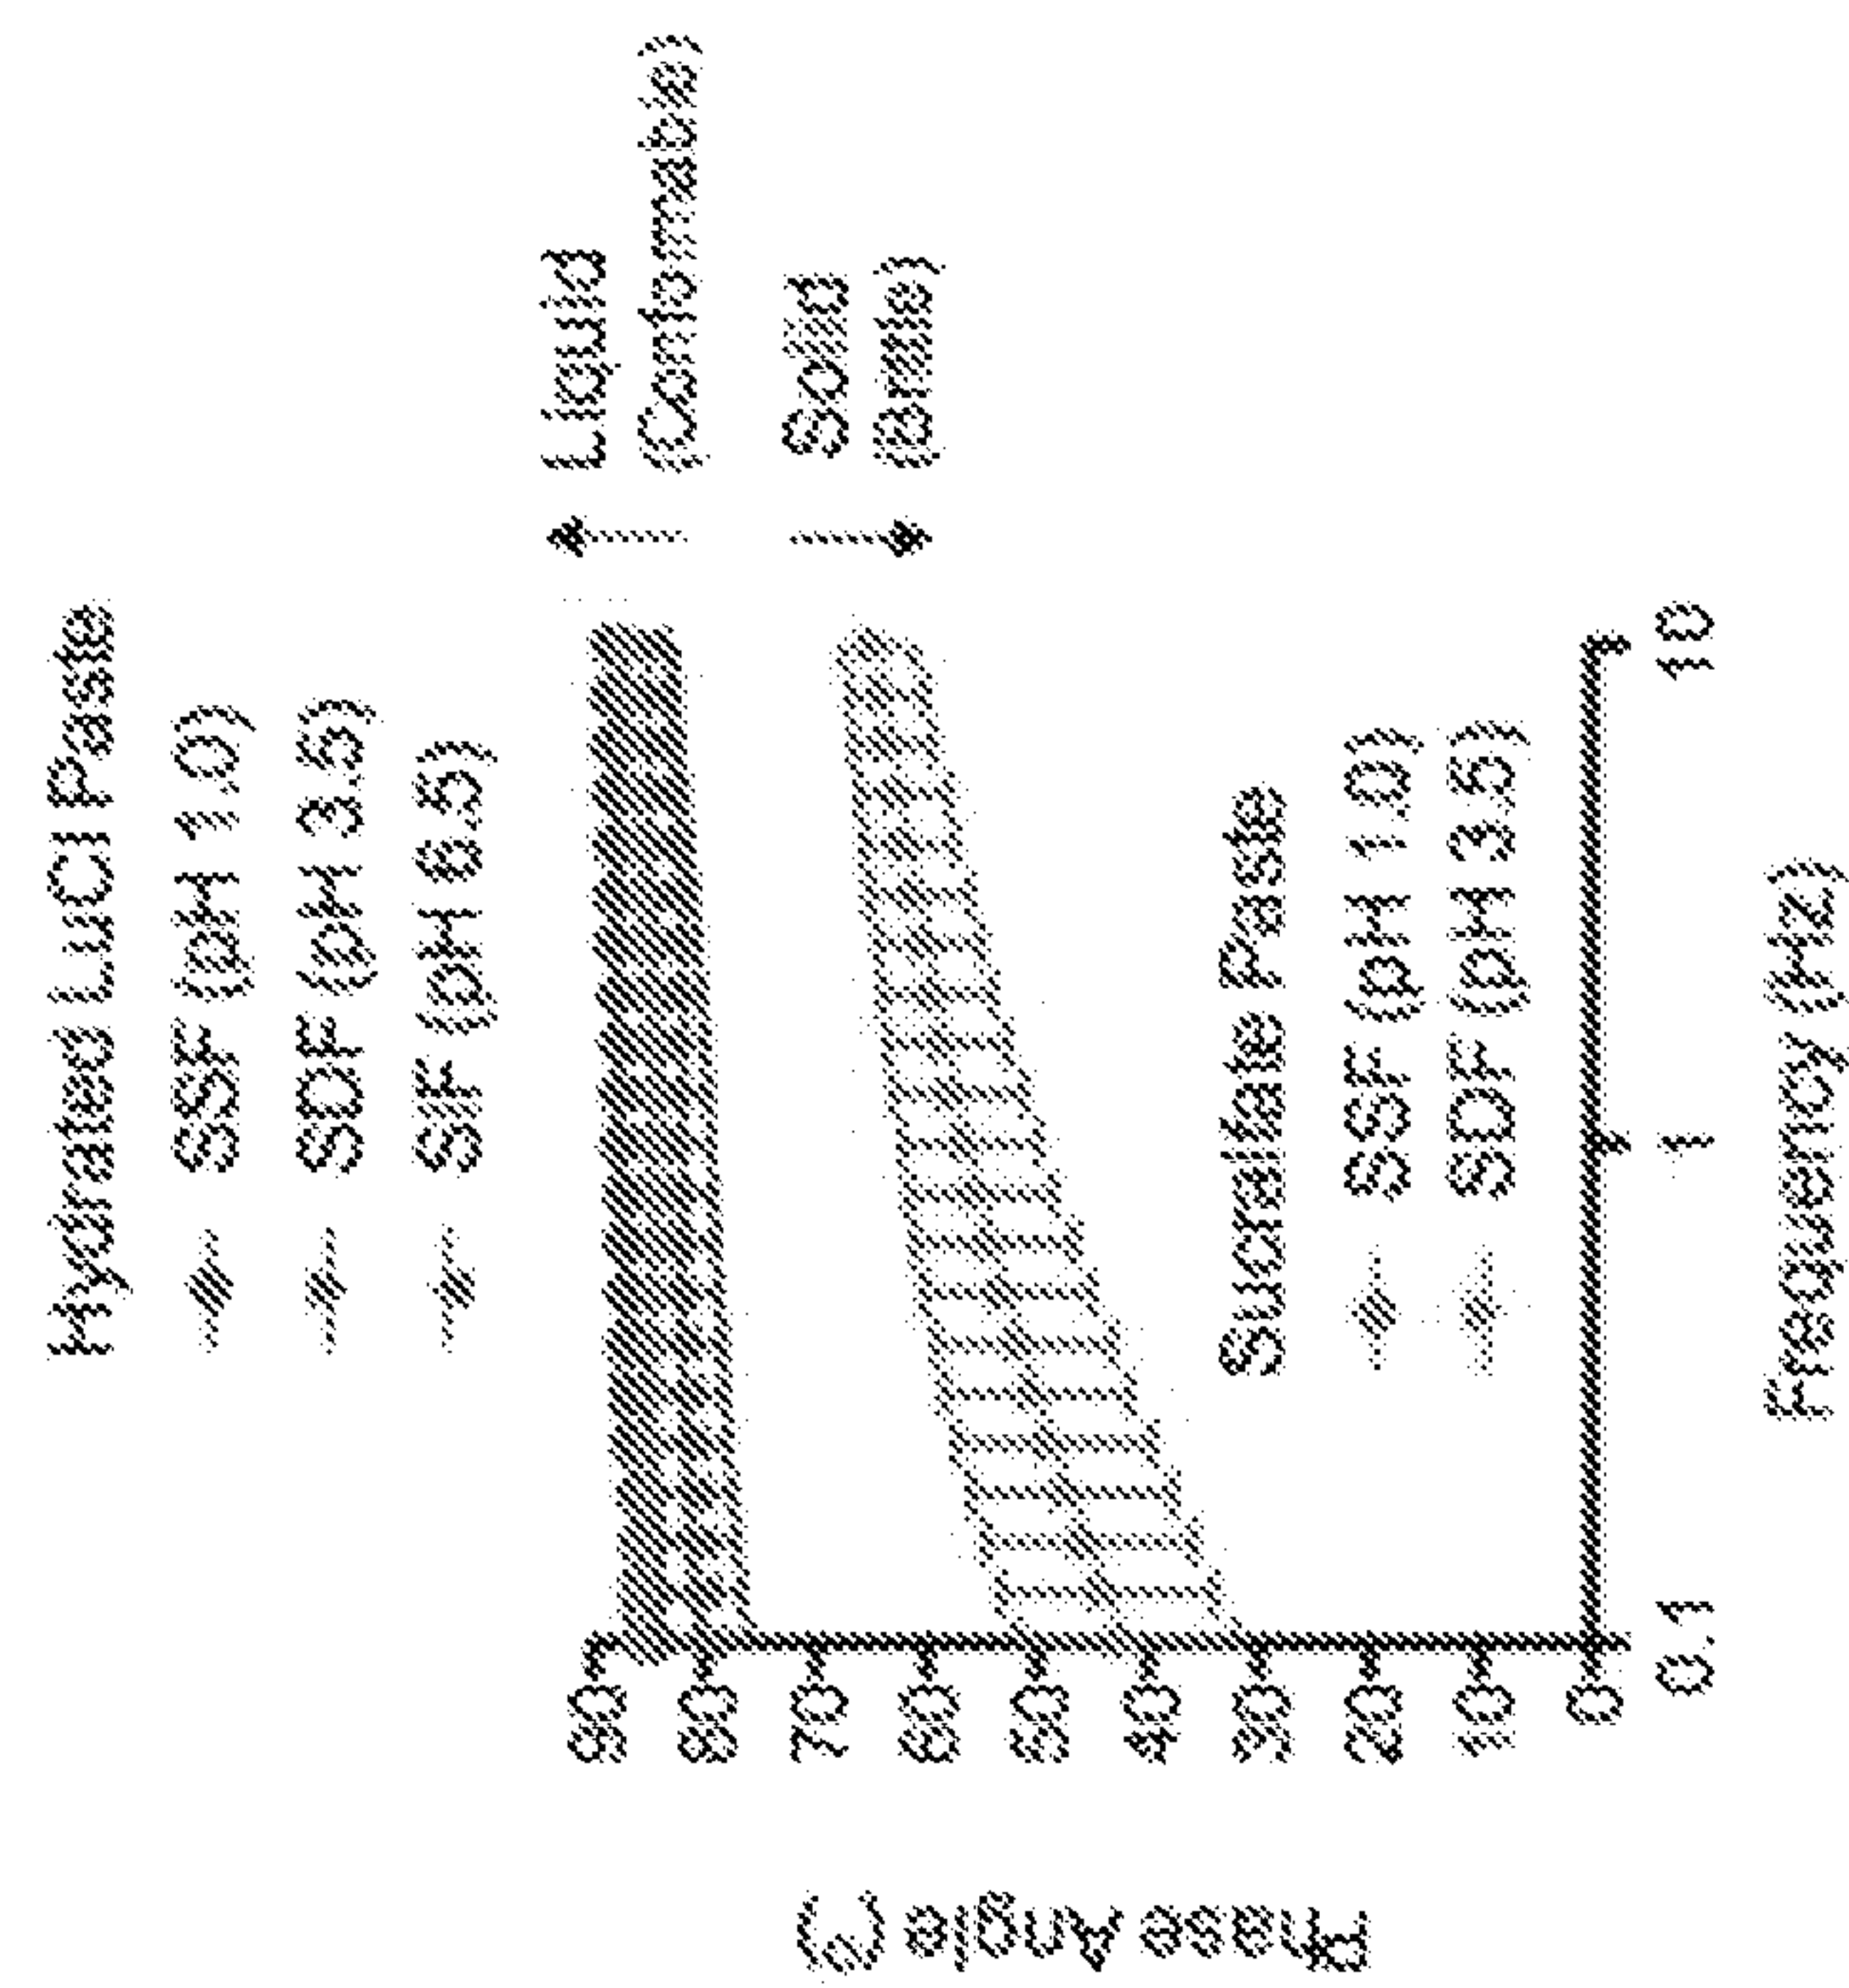 Hydrated LuCI Paste
SSF (pH 1.0)
SDF (pH 3.5)
SIF (pH 6.5)
Liquid
(Conformable)
Solid
(Brittle)
90
80
70
60
50
40
30
20
10
0
Phase Angle (°)
Sucralfate Paste
SSF (pH 1.0)
SDF (pH 3.5)
0.1
1
10
Frequency (Hz)